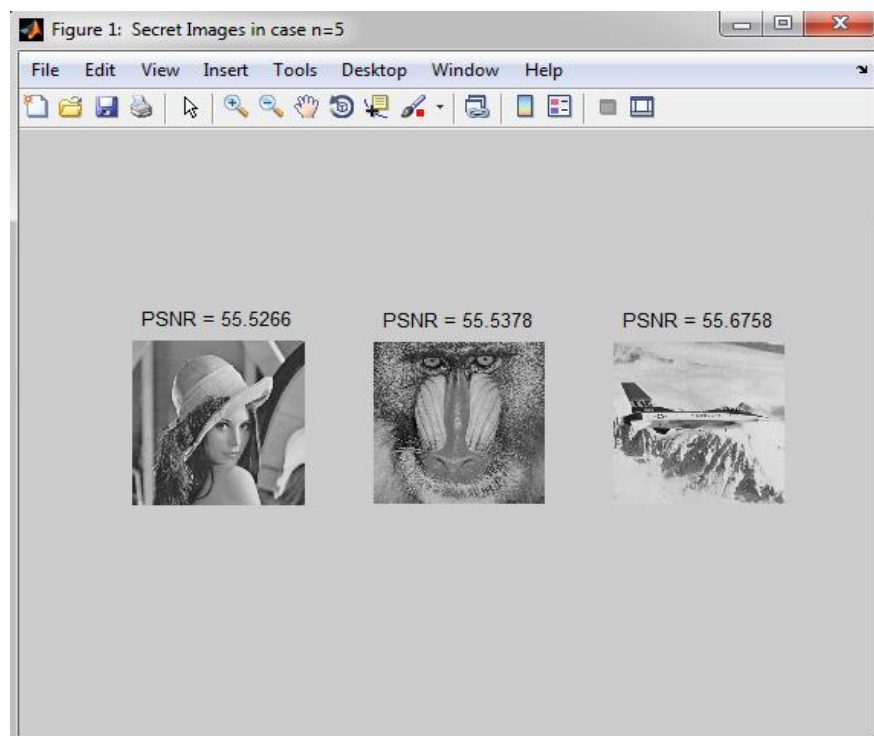 Figure 1: Secret Images in case n=5
File Edit View Insert Tools Desktop Window Help
PSNR = 55.5266 PSNR = 55.5378 PSNR = 55.6758